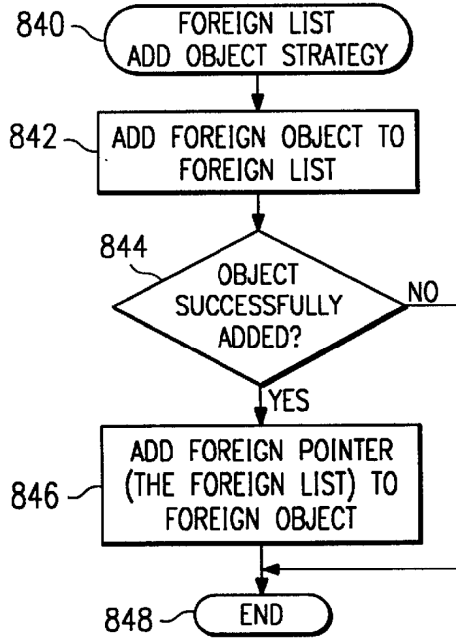 840
FOREIGN LIST
ADD OBJECT STRATEGY
842
ADD FOREIGN OBJECT TO
FOREIGN LIST
844
OBJECT
SUCCESSFULLY
ADDED?
NO
YES
846
ADD FOREIGN POINTER
(THE FOREIGN LIST) TO
FOREIGN OBJECT
848
END